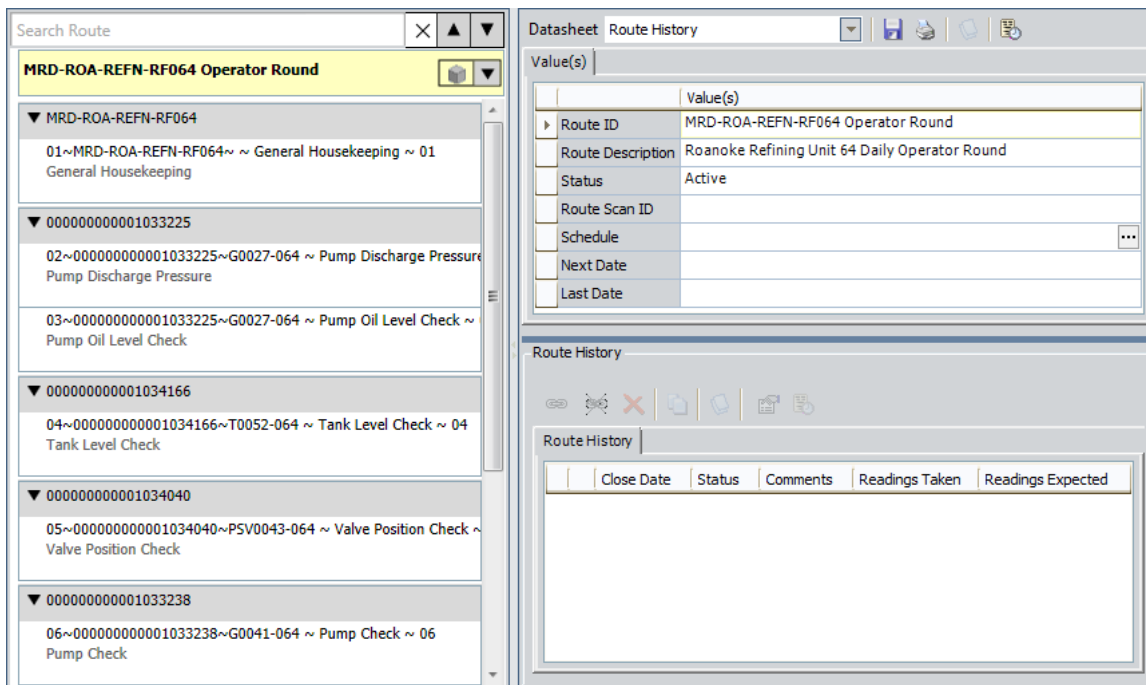 Search Route
MRD-ROA-REFN-RF064 Operator Round
MRD-ROA-REFN-RF064
01~MRD-ROA-REFN-RF064~ ~ General Housekeeping ~ 01
General Housekeeping
000000000001033225
02~000000000001033225~G0027-064 ~ Pump Discharge Pressure
Pump Discharge Pressure
03~000000000001033225~G0027-064 ~ Pump Oil Level Check ~
Pump Oil Level Check
000000000001034166
04~000000000001034166~T0052-064 ~ Tank Level Check ~ 04
Tank Level Check
000000000001034040
05~000000000001034040~PSV0043-064 ~ Valve Position Check ~
Valve Position Check
000000000001033238
06~000000000001033238~G0041-064 ~ Pump Check ~ 06
Pump Check
Datasheet Route History
Value(s)
Value(s)
Route ID MRD-ROA-REFN-RF064 Operator Round
Route Description Roanoke Refining Unit 64 Daily Operator Round
Status Active
Route Scan ID
Schedule ...
Next Date
Last Date
Route History
Route History
Close Date Status Comments Readings Taken Readings Expected